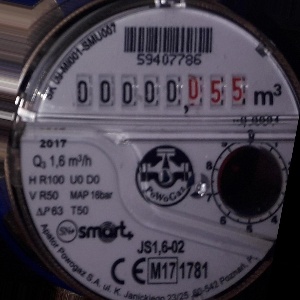 59407786
00000,055 m³
2017
Q₃ 1,6 m³/h
H R100 U0 D0
V R50 MAP 16bar
ΔP63 T50
PoWoGaz
smart+
JS1,6-02
CE M17 1781